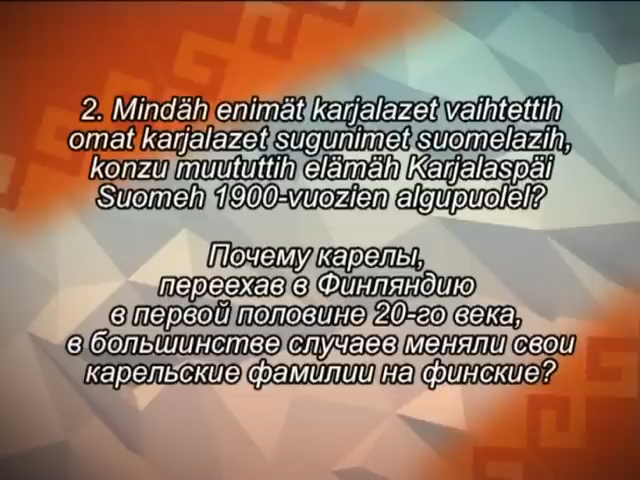 2. Mindäh enimät karjalazet vaihtettih
omat karjalazet sugunimet suomelazih,
konzu muututtih elämäh Karjalaspäi
Suomeh 1900-vuozien algupuolel?
Почему карелы,
переехав в Финляндию
в первой половине 20-го века,
в большинстве случаев меняли свои
карельские фамилии на финские?